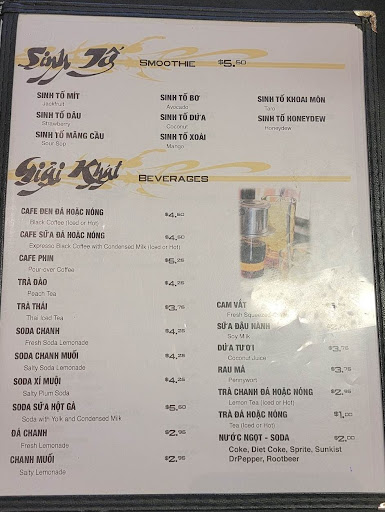 Sinh Tố SMOOTHIE $5.50
SINH TỐ MÍT
Jackfruit
SINH TỐ DÂU
Strawberry
SINH TỐ MÃNG CẦU
Sour Sop
SINH TỐ BƠ
Avocado
SINH TỐ DỪA
Coconut
SINH TỐ XOÀI
Mango
SINH TỐ KHOAI MÔN
Taro
SINH TỐ HONEYDEW
Honeydew
Giải Khát BEVERAGES
CAFE ĐEN ĐÁ HOẶC NÓNG $4.50
Black Coffee (Iced or Hot)
CAFE SỮA ĐÁ HOẶC NÓNG $4.50
Expresso Black Coffee with Condensed Milk (Iced or Hot)
CAFE PHIN $5.25
Pour-over Coffee
TRÀ ĐÀO $4.25
Peach Tea
TRÀ THÁI $3.75
Thai Iced Tea
SODA CHANH $4.25
Fresh Soda Lemonade
SODA CHANH MUỐI $4.25
Salty Soda Lemonade
SODA XÍ MUỘI $4.25
Salty Plum Soda
SODA SỮA HỘT GÀ $5.50
Soda with Yolk and Condensed Milk
ĐÁ CHANH $2.95
Fresh Lemonade
CHANH MUỐI $2.95
Salty Lemonade
CAM VẮT
Fresh Squeezed
SỮA ĐẬU NÀNH
Soy Milk
DỪA TƯƠI $3.75
Coconut Juice
RAU MÁ $3.75
Pennywort
TRÀ CHANH ĐÁ HOẶC NÓNG $2.95
Lemon Tea (Iced or Hot)
TRÀ ĐÁ HOẶC NÓNG $1.00
Tea (Iced or Hot)
NƯỚC NGỌT - SODA $2.00
Coke, Diet Coke, Sprite, Sunkist
DrPepper, Rootbeer